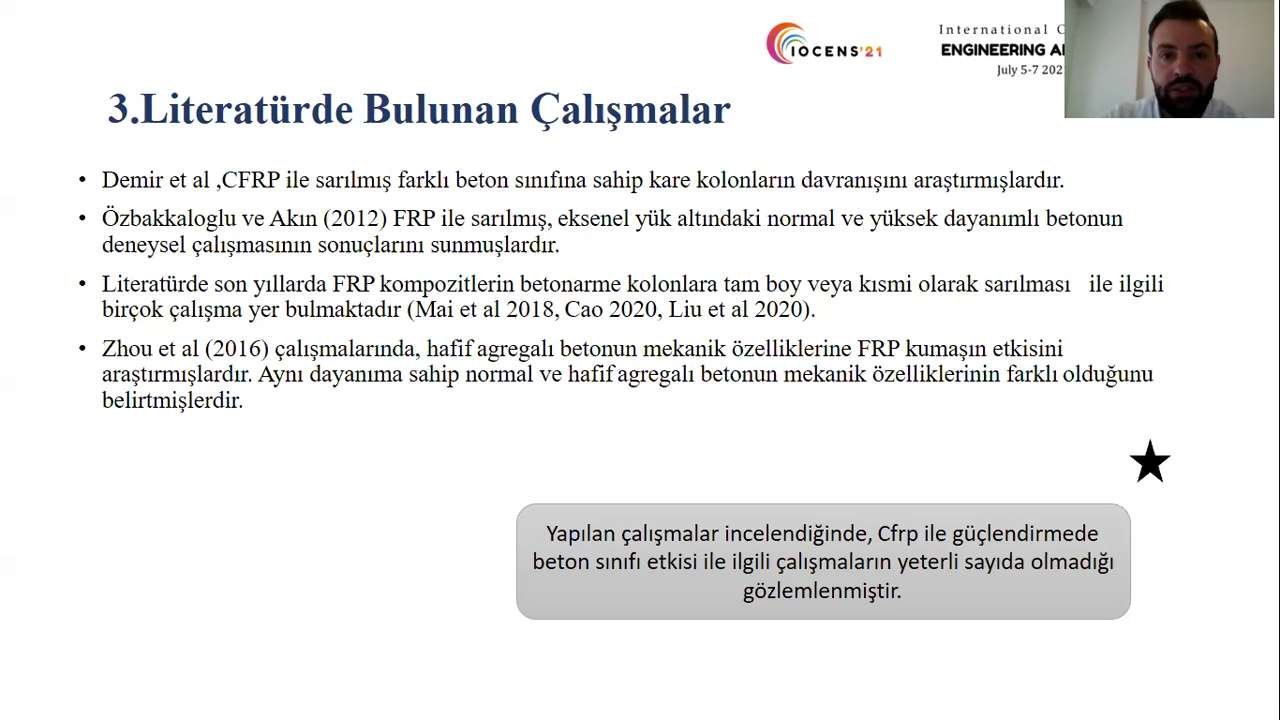 IOCENS'21
International
ENGINEERING
July 5-7
3.Literatürde Bulunan Çalışmalar
• Demir et al ,CFRP ile sarılmış farklı beton sınıfına sahip kare kolonların davranışını araştırmışlardır.
• Özbakkaloglu ve Akın (2012) FRP ile sarılmış, eksenel yük altındaki normal ve yüksek dayanımlı betonun
deneysel çalışmasının sonuçlarını sunmuşlardır.
• Literatürde son yıllarda FRP kompozitlerin betonarme kolonlara tam boy veya kısmi olarak sarılması ile ilgili
birçok çalışma yer bulmaktadır (Mai et al 2018, Cao 2020, Liu et al 2020).
• Zhou et al (2016) çalışmalarında, hafif agregalı betonun mekanik özelliklerine FRP kumaşın etkisini
araştırmışlardır. Aynı dayanıma sahip normal ve hafif agregalı betonun mekanik özelliklerinin farklı olduğunu
belirtmişlerdir.
Yapılan çalışmalar incelendiğinde, Cfrp ile güçlendirmede
beton sınıfı etkisi ile ilgili çalışmaların yeterli sayıda olmadığı
gözlemlenmiştir.